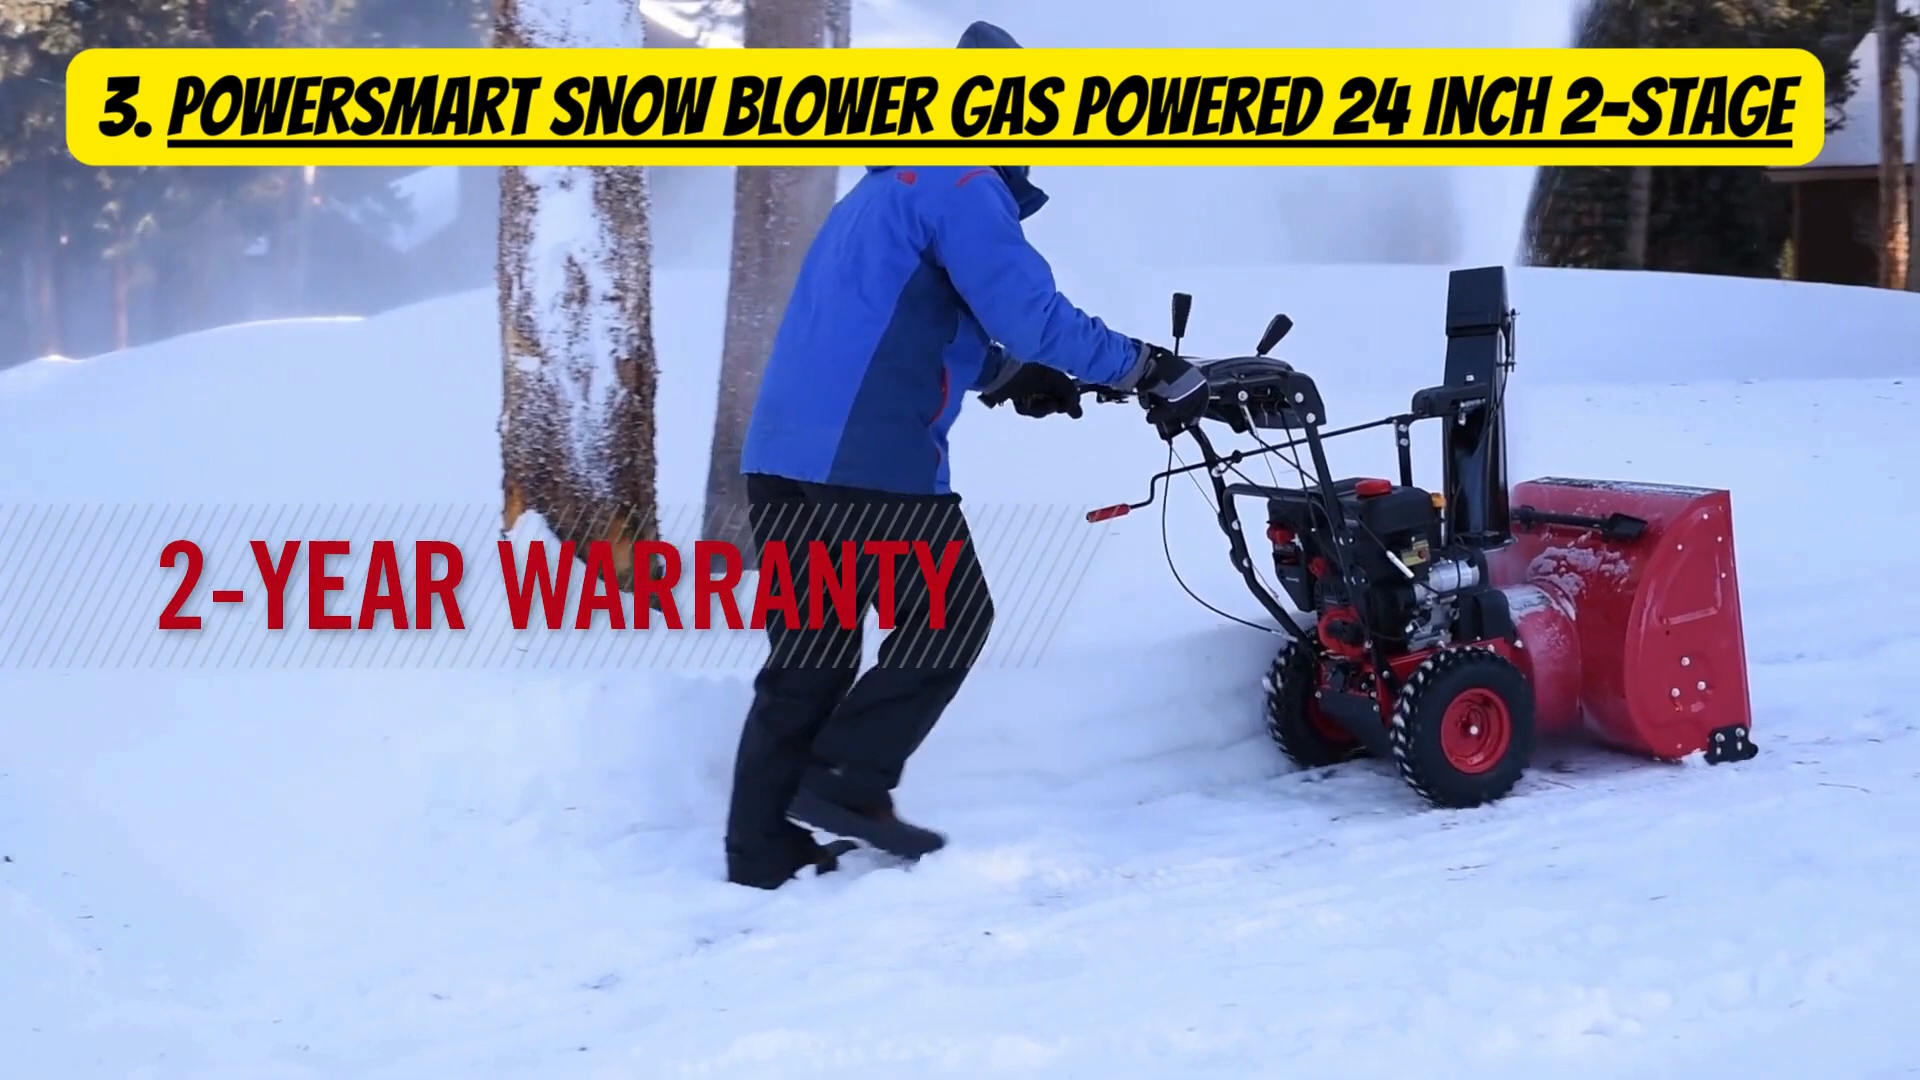 3. POWERSMART SNOW BLOWER GAS POWERED 24 INCH 2-STAGE
2-YEAR WARRANTY